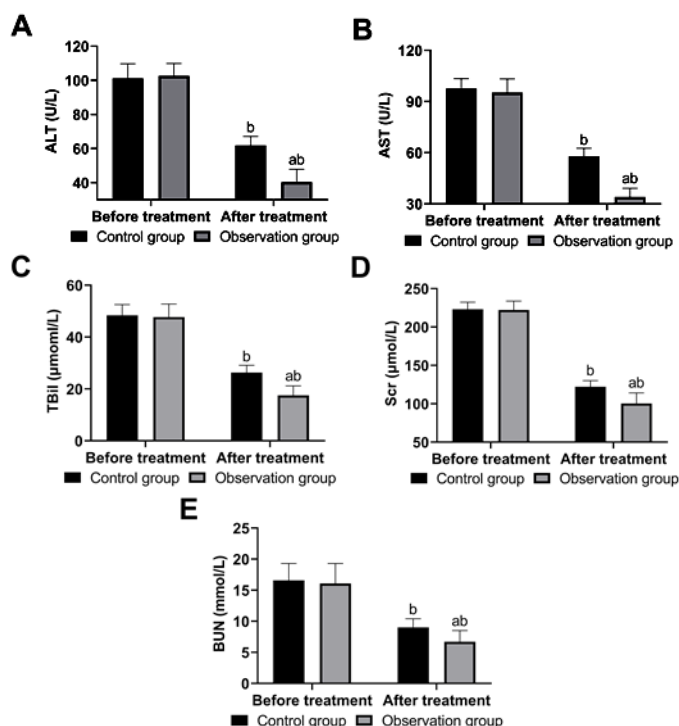 A
ALT (U/L)
120
100
80
60
40
b
ab
Before treatment After treatment
Control group Observation group
B
AST (U/L)
120
90
60
30
b
ab
Before treatment After treatment
Control group Observation group
C
TBil (μmoml/L)
60
40
20
0
b
ab
Before treatment After treatment
Control group Observation group
D
Scr (μmol/L)
250
200
150
100
50
b
ab
Before treatment After treatment
Control group Observation group
E
BUN (mmol/L)
25
20
15
10
5
0
b
ab
Before treatment After treatment
Control group Observation group